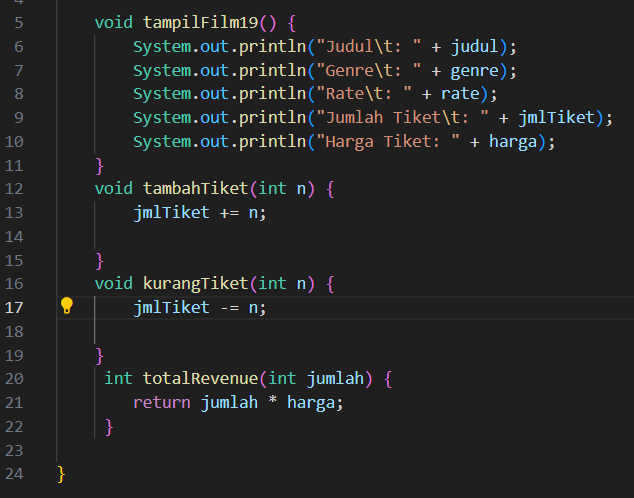 5 void tampilFilm19() {
6 System.out.println("Judul\t: " + judul);
7 System.out.println("Genre\t: " + genre);
8 System.out.println("Rate\t: " + rate);
9 System.out.println("Jumlah Tiket\t: " + jmlTiket);
10 System.out.println("Harga Tiket: " + harga);
11 }
12 void tambahTiket(int n) {
13 jmlTiket += n;
14
15 }
16 void kurangTiket(int n) {
17 jmlTiket -= n;
18
19 }
20 int totalRevenue(int jumlah) {
21 return jumlah * harga;
22 }
23
24 }